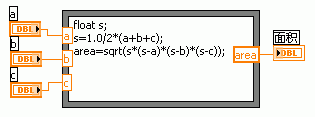 a
DBL
b
DBL
c
DBL
a
b
c
float s;
s=1.0/2*(a+b+c);
area=sqrt(s*(s-a)*(s-b)*(s-c));
area
面积
DBL